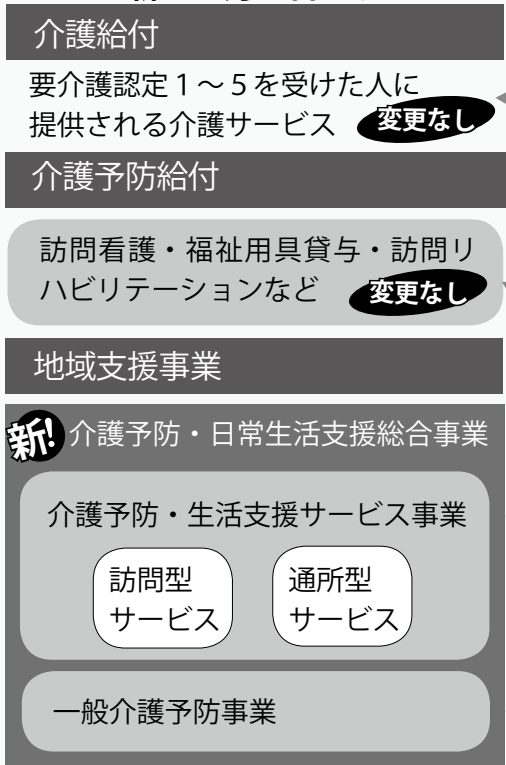 介護給付
要介護認定１～５を受けた人に
提供される介護サービス 変更なし
介護予防給付
訪問看護・福祉用具貸与・訪問リ
ハビリテーションなど 変更なし
地域支援事業
新! 介護予防・日常生活支援総合事業
介護予防・生活支援サービス事業
訪問型
サービス
通所型
サービス
一般介護予防事業